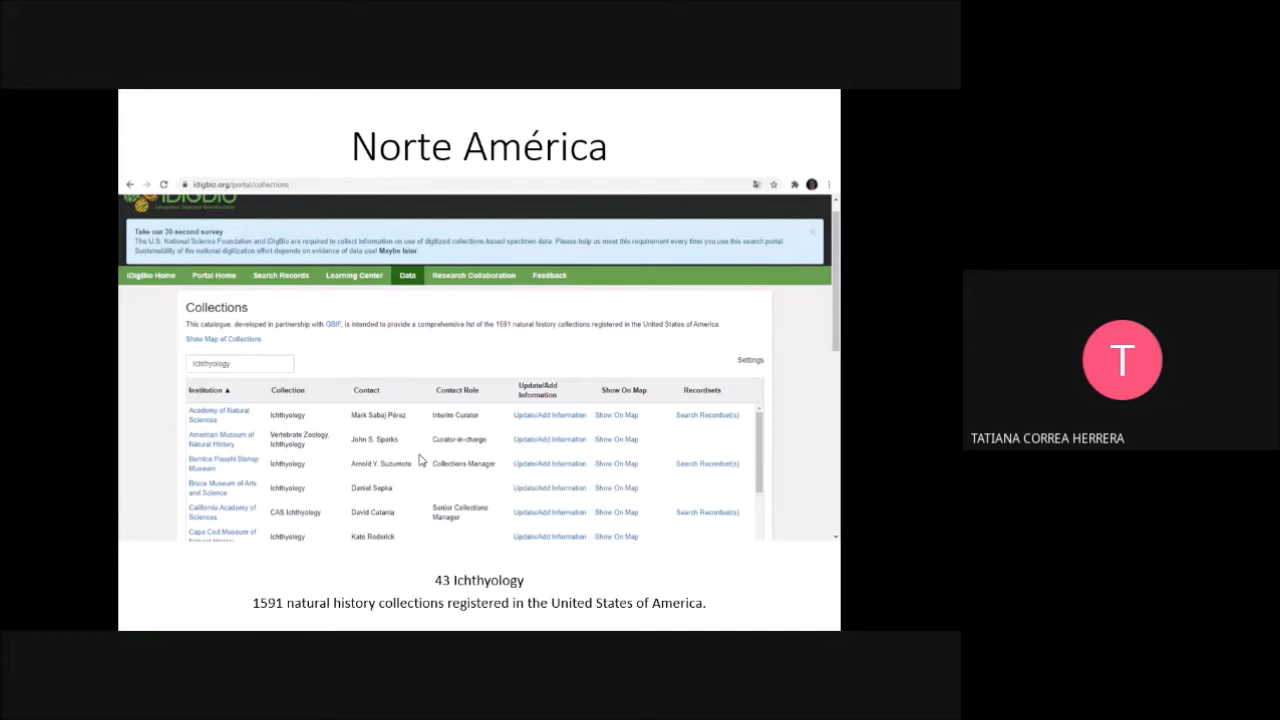 Norte América
idigbio.org/portal/collections
iDigBio
Take our 30-second survey
The U.S. National Science Foundation and iDigBio are required to collect information on use of digitized collections-based specimen data. Please help us meet this requirement every time you use this search portal.
Sustainability of the national digitization effort depends on evidence of data use! Maybe later.
iDigBio Home Portal Home Search Records Learning Center Data Research Collaboration Feedback
Collections
This catalogue, developed in partnership with GBIF, is intended to provide a comprehensive list of the 1591 natural history collections registered in the United States of America
Show Map of Collections
Ichthyology
Settings
Institution ▲ Collection Contact Contact Role Update/Add Information Show On Map Recordsets
Academy of Natural Sciences Ichthyology Mark Sabaj Pérez Interim Curator Update/Add Information Show On Map Search Recordset(s)
American Museum of Natural History Vertebrate Zoology, Ichthyology John S. Sparks Curator-in-charge Update/Add Information Show On Map
Bernice Pauahi Bishop Museum Ichthyology Arnold Y. Suzumoto Collections Manager Update/Add Information Show On Map Search Recordset(s)
Bruce Museum of Arts and Science Ichthyology Daniel Sepka Update/Add Information Show On Map
California Academy of Sciences CAS Ichthyology David Catania Senior Collections Manager Update/Add Information Show On Map Search Recordset(s)
Cape Cod Museum of Natural History Ichthyology Kate Roderick Update/Add Information Show On Map
43 Ichthyology
1591 natural history collections registered in the United States of America.
T
TATIANA CORREA HERRERA